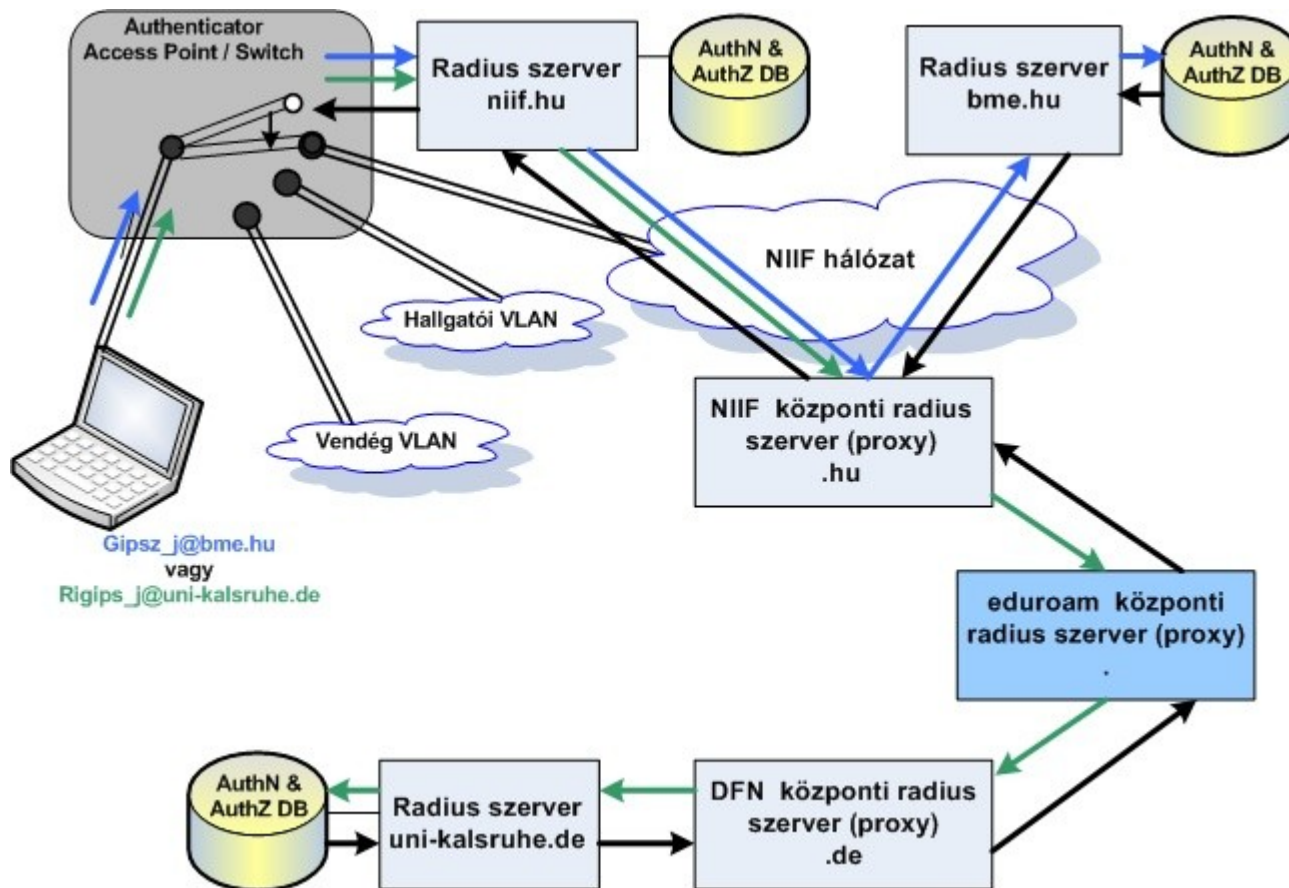 Authenticator
Access Point / Switch
Radius szerver
niif.hu
AuthN &
AuthZ DB
Radius szerver
bme.hu
AuthN &
AuthZ DB
NIIF hálózat
Hallgatói VLAN
Vendég VLAN
NIIF központi radius
szerver (proxy)
.hu
Gipsz_j@bme.hu
vagy
Rigips_j@uni-kalsruhe.de
eduroam központi
radius szerver (proxy)
.
AuthN &
AuthZ DB
Radius szerver
uni-kalsruhe.de
DFN központi radius
szerver (proxy)
.de